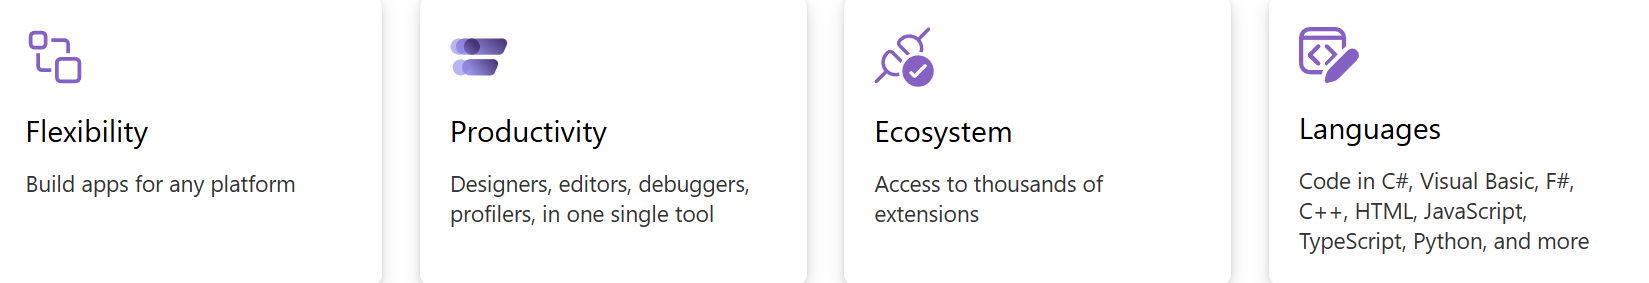 Flexibility
Build apps for any platform
Productivity
Designers, editors, debuggers,
profilers, in one single tool
Ecosystem
Access to thousands of
extensions
Languages
Code in C#, Visual Basic, F#,
C++, HTML, JavaScript,
TypeScript, Python, and more